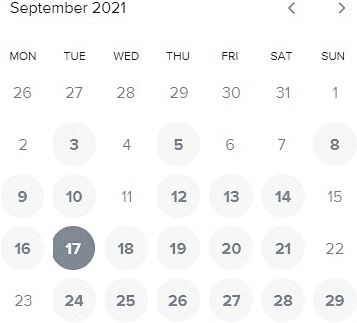 September 2021
MON TUE WED THU FRI SAT SUN
26 27 28 29 30 31 1
2 3 4 5 6 7 8
9 10 11 12 13 14 15
16 17 18 19 20 21 22
23 24 25 26 27 28 29